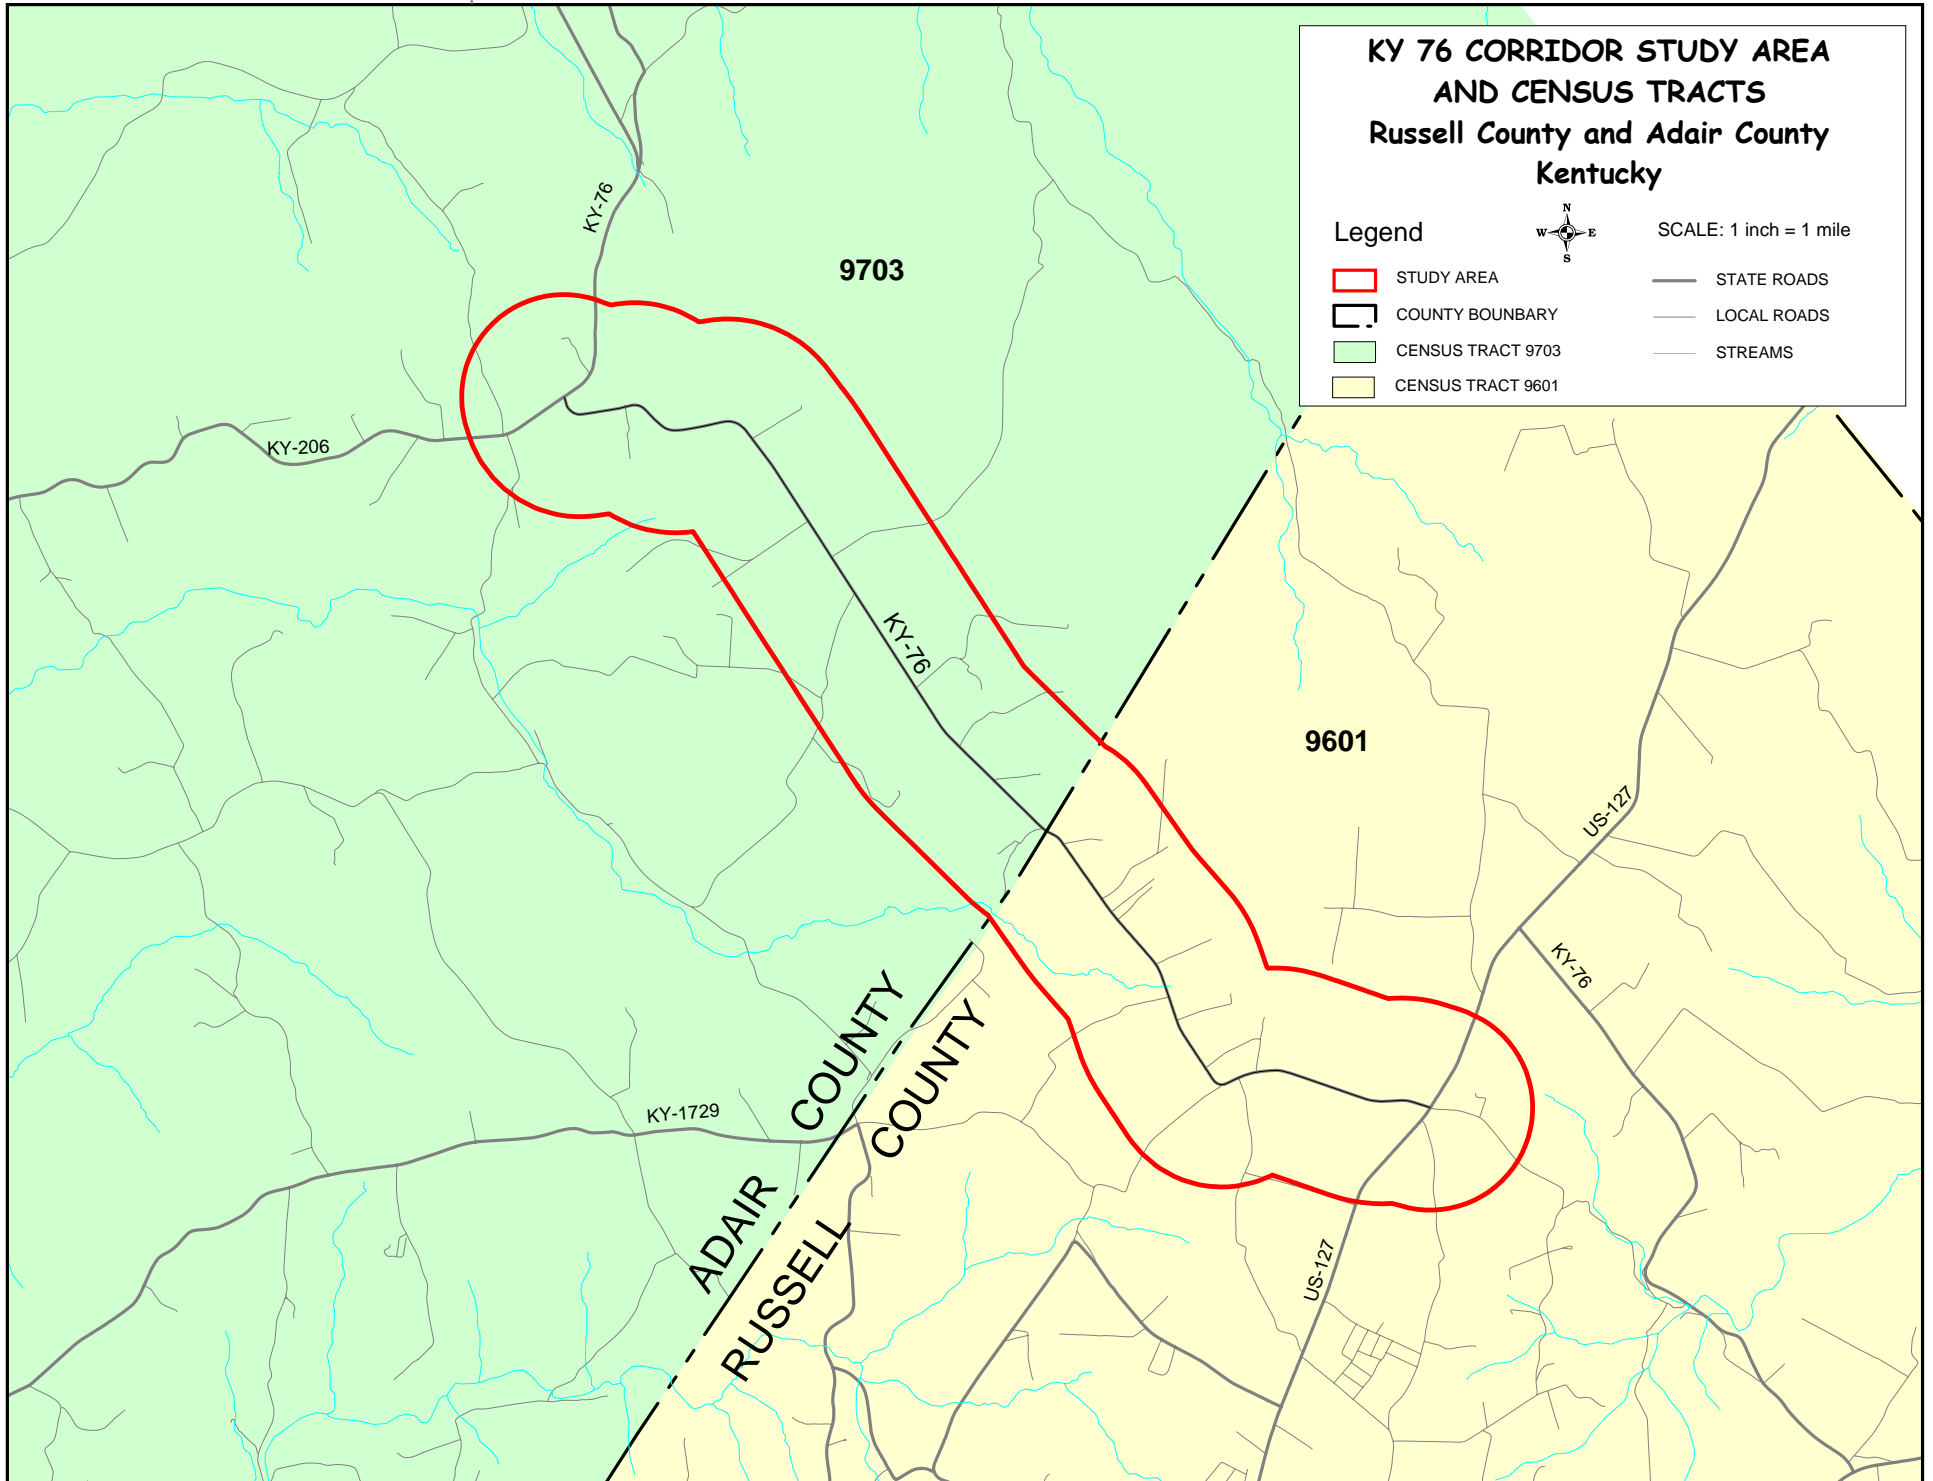 KY 76 CORRIDOR STUDY AREA
AND CENSUS TRACTS
Russell County and Adair County
Kentucky
Legend
N
W
E
S
SCALE: 1 inch = 1 mile
STUDY AREA
STATE ROADS
COUNTY BOUNBARY
LOCAL ROADS
CENSUS TRACT 9703
STREAMS
CENSUS TRACT 9601
KY-76
9703
KY-206
KY-76
9601
US-127
KY-76
KY-1729
ADAIR COUNTY
RUSSELL COUNTY
US-127